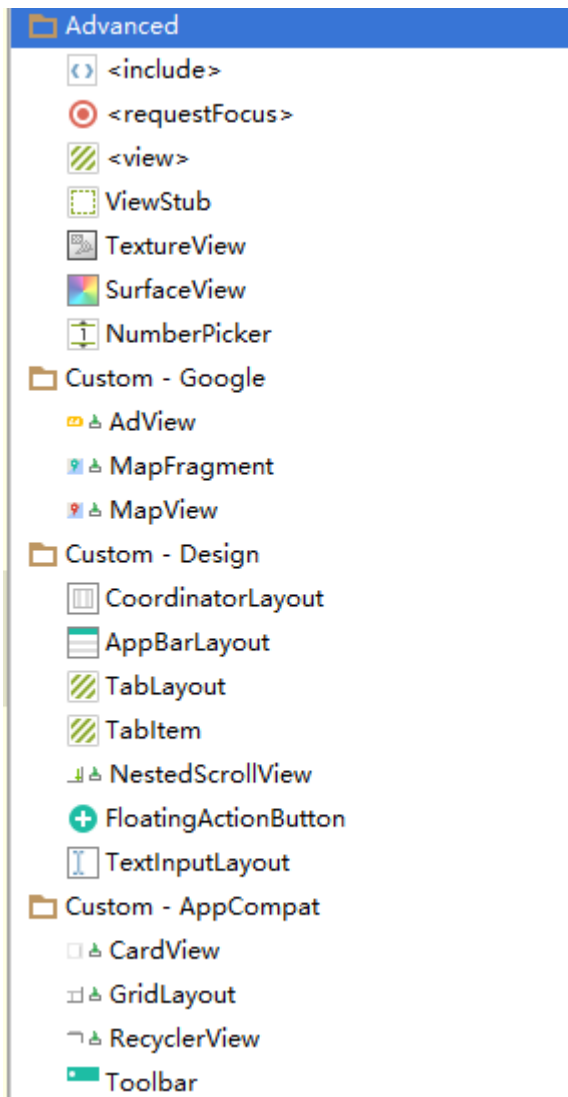 Advanced
<include>
<requestFocus>
<view>
ViewStub
TextureView
SurfaceView
NumberPicker
Custom - Google
AdView
MapFragment
MapView
Custom - Design
CoordinatorLayout
AppBarLayout
TabLayout
TabItem
NestedScrollView
FloatingActionButton
TextInputLayout
Custom - AppCompat
CardView
GridLayout
RecyclerView
Toolbar